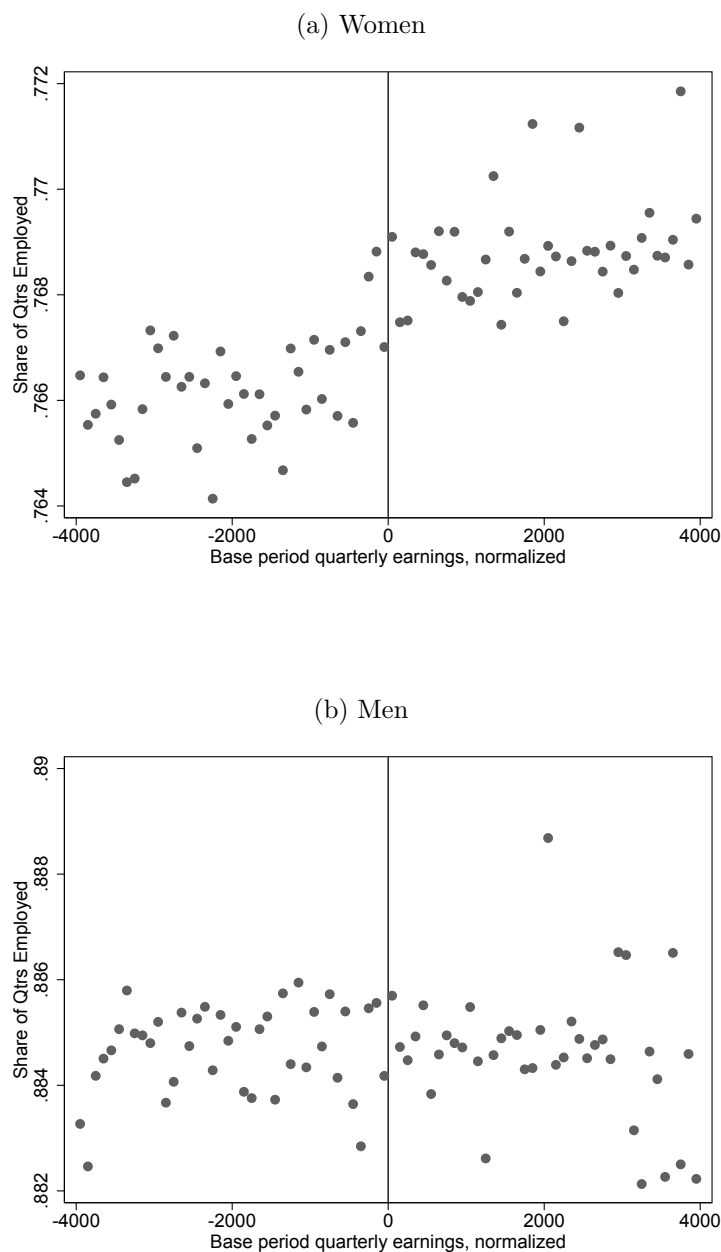 (a) Women
.772
.77
.768
.766
.764
Share of Qtrs Employed
-4000 -2000 0 2000 4000
Base period quarterly earnings, normalized
(b) Men
.89
.888
.886
.884
.882
Share of Qtrs Employed
-4000 -2000 0 2000 4000
Base period quarterly earnings, normalized